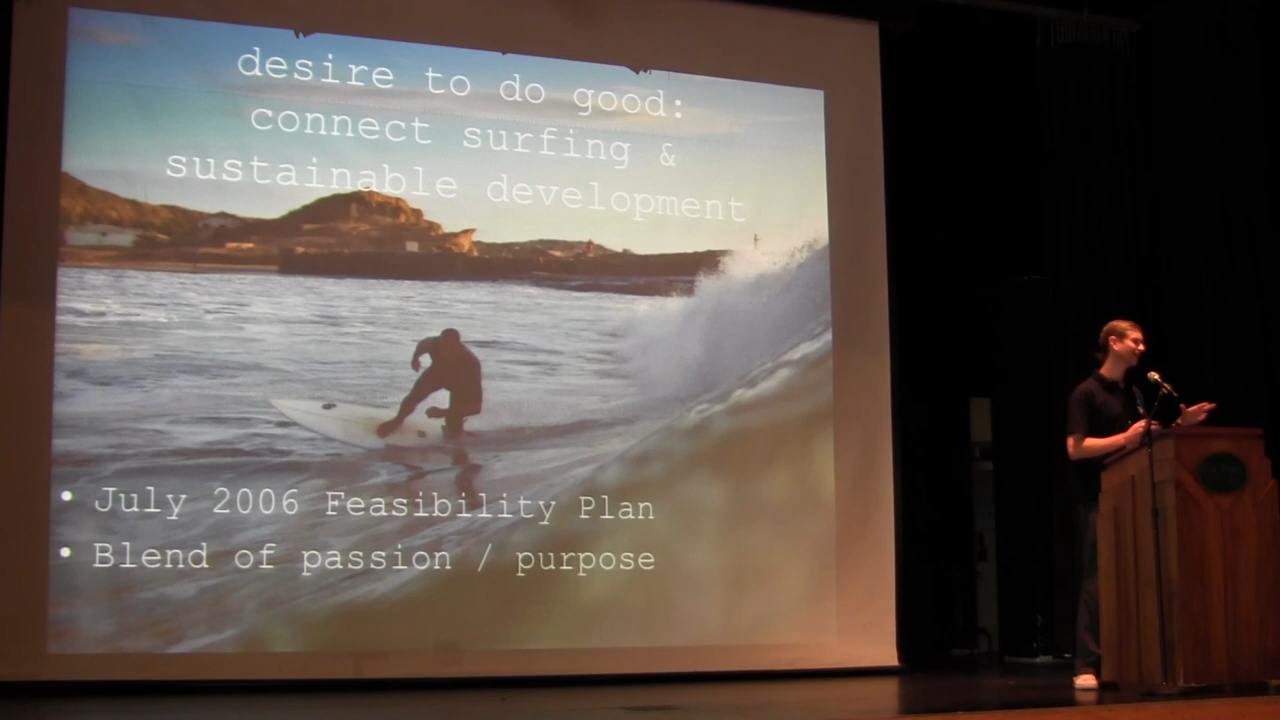 desire to do good:
connect surfing &
sustainable development
• July 2006 Feasibility Plan
• Blend of passion / purpose